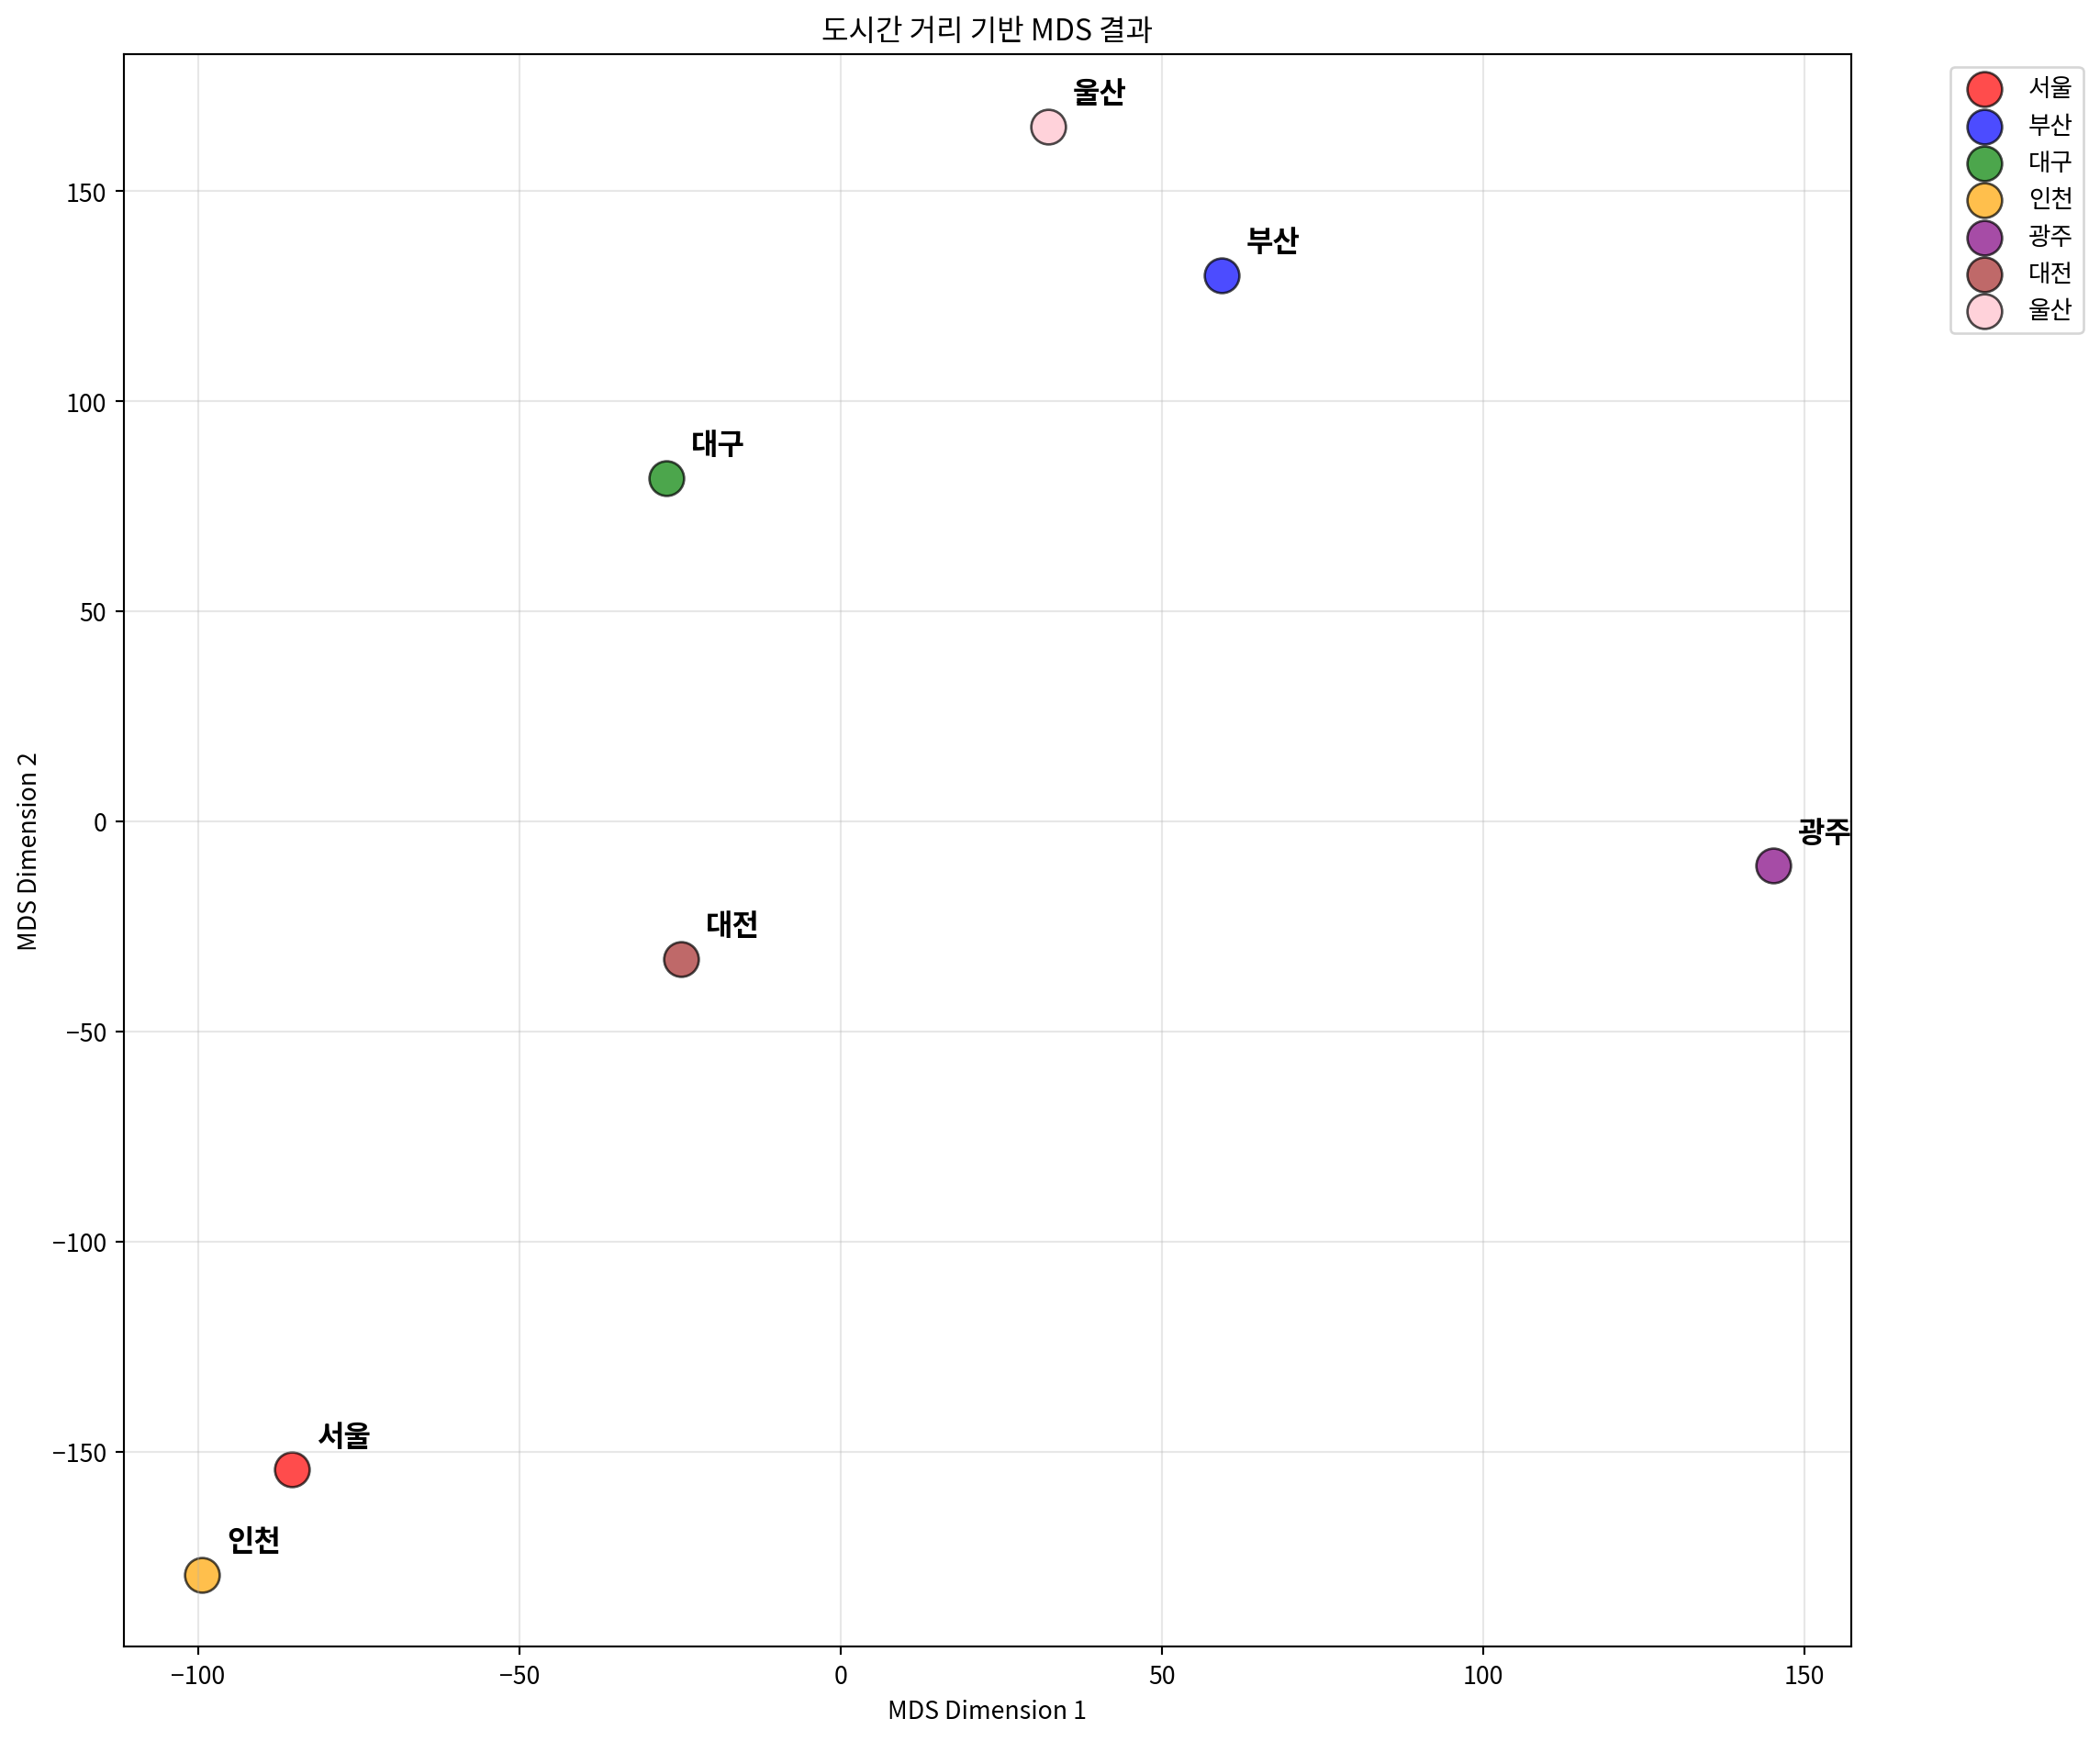 도시간 거리 기반 MDS 결과
울산
부산
대구
광주
대전
서울
인천
150
100
50
0
−50
−100
−150
MDS Dimension 2
−100
−50
0
50
100
150
MDS Dimension 1
서울
부산
대구
인천
광주
대전
울산